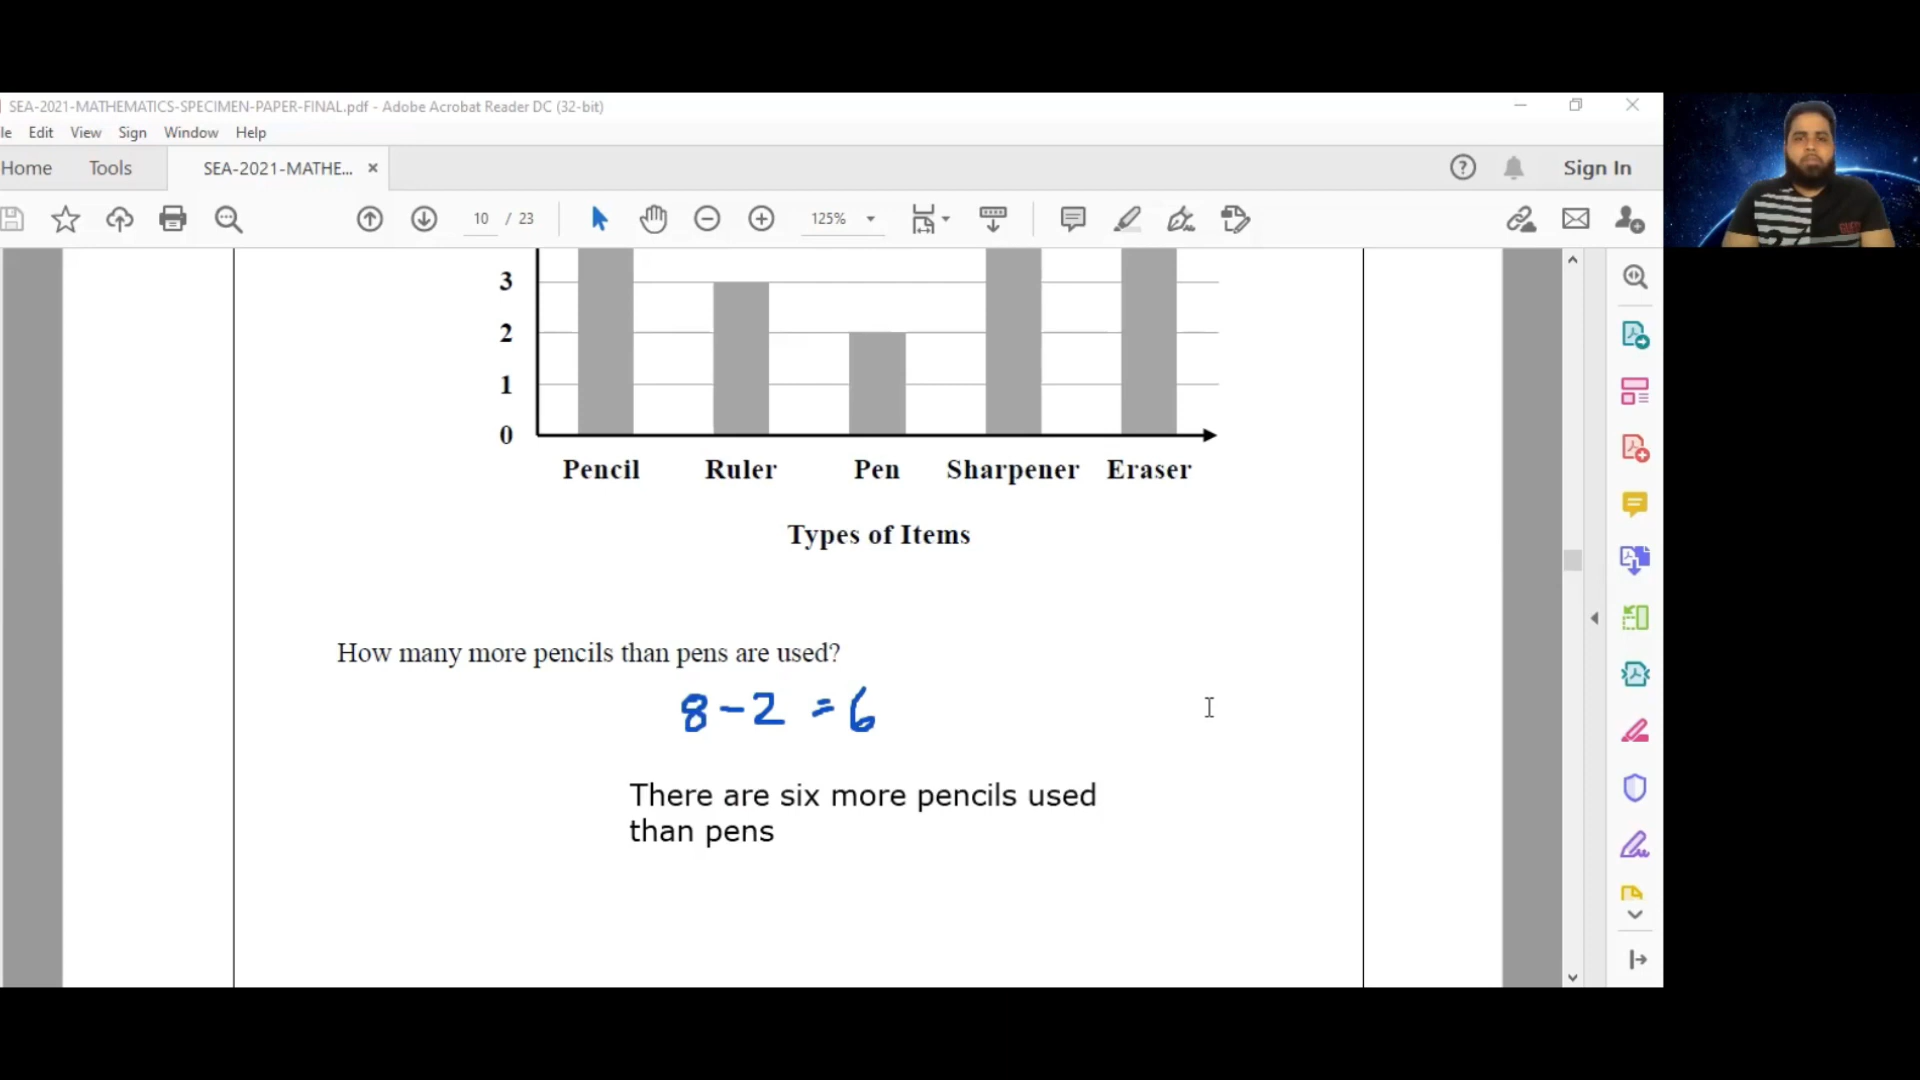 SEA-2021-MATHEMATICS-SPECIMEN-PAPER-FINAL.pdf - Adobe Acrobat Reader DC (32-bit)
le Edit View Sign Window Help
Home Tools SEA-2021-MATHE... Sign In
10 / 23 125%
3
2
1
0
Pencil Ruler Pen Sharpener Eraser
Types of Items
How many more pencils than pens are used?
8 - 2 = 6
There are six more pencils used
than pens